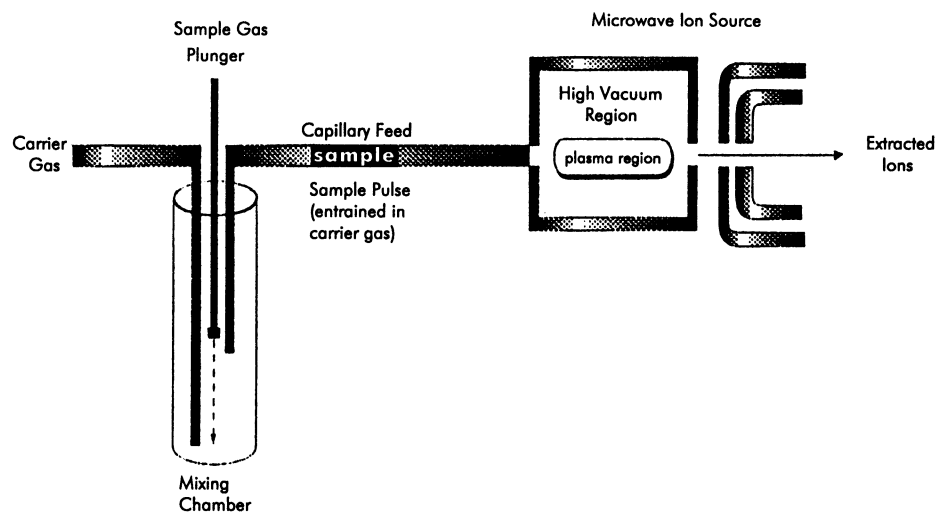 Microwave Ion Source
Sample Gas
Plunger
High Vacuum
Region
Capillary Feed
Carrier
Gas
sample
plasma region
Extracted
Ions
Sample Pulse
(entrained in
carrier gas)
Mixing
Chamber